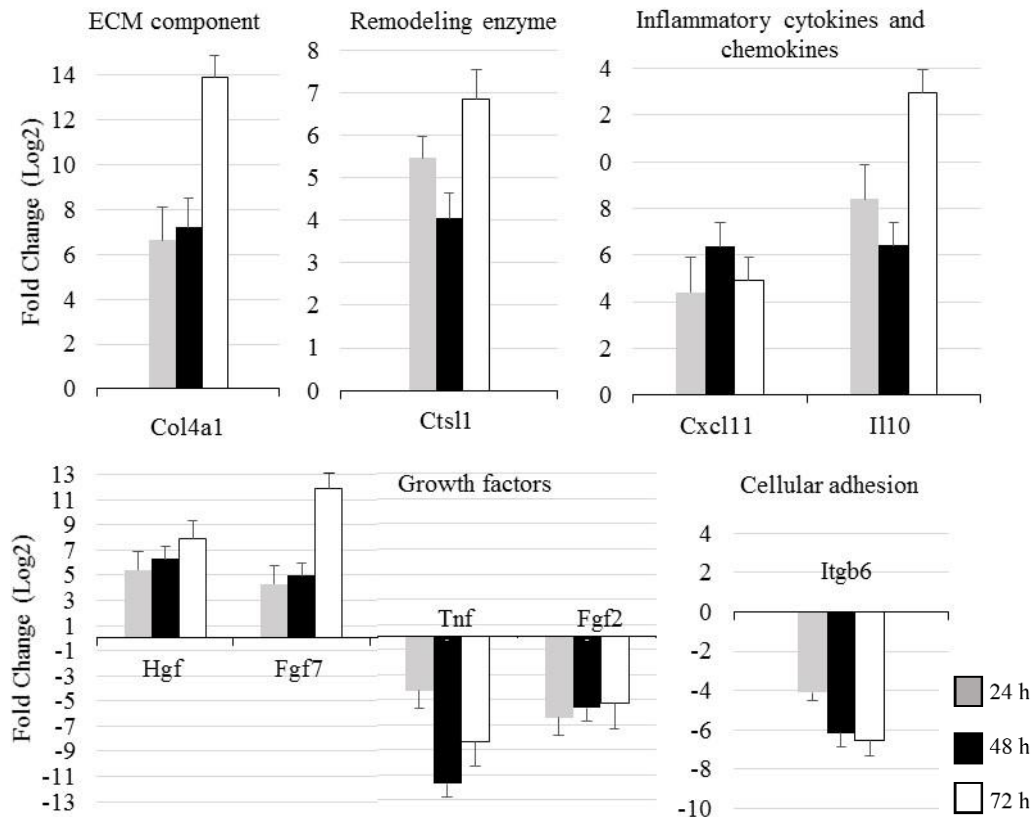 ECM component
Remodeling enzyme
Inflammatory cytokines and
chemokines
Fold Change (Log2)
14
12
10
8
6
4
2
0
Col4a1
8
7
6
5
4
3
2
1
0
Ctsl1
4
2
0
8
6
4
2
0
Cxcl11
Il10
Fold Change (Log2)
13
11
9
7
5
3
1
-1
-3
-5
-7
-9
-11
-13
Hgf
Fgf7
Growth factors
Tnf
Fgf2
Cellular adhesion
4
2
0
-2
-4
-6
-8
-10
Itgb6
24 h
48 h
72 h